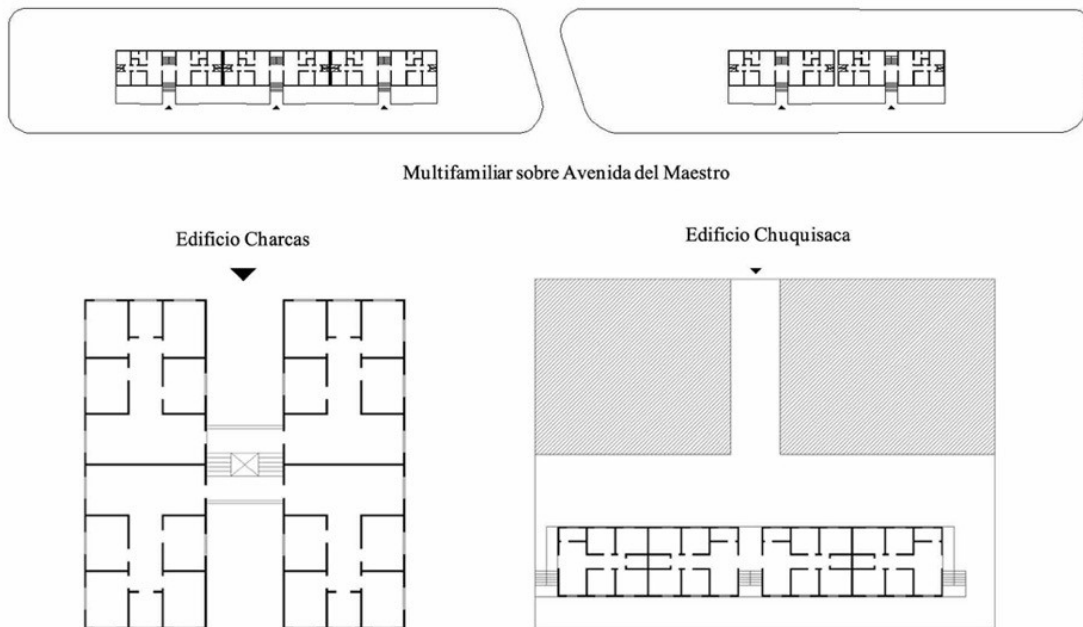 Multifamiliar sobre Avenida del Maestro
Edificio Charcas
Edificio Chuquisaca